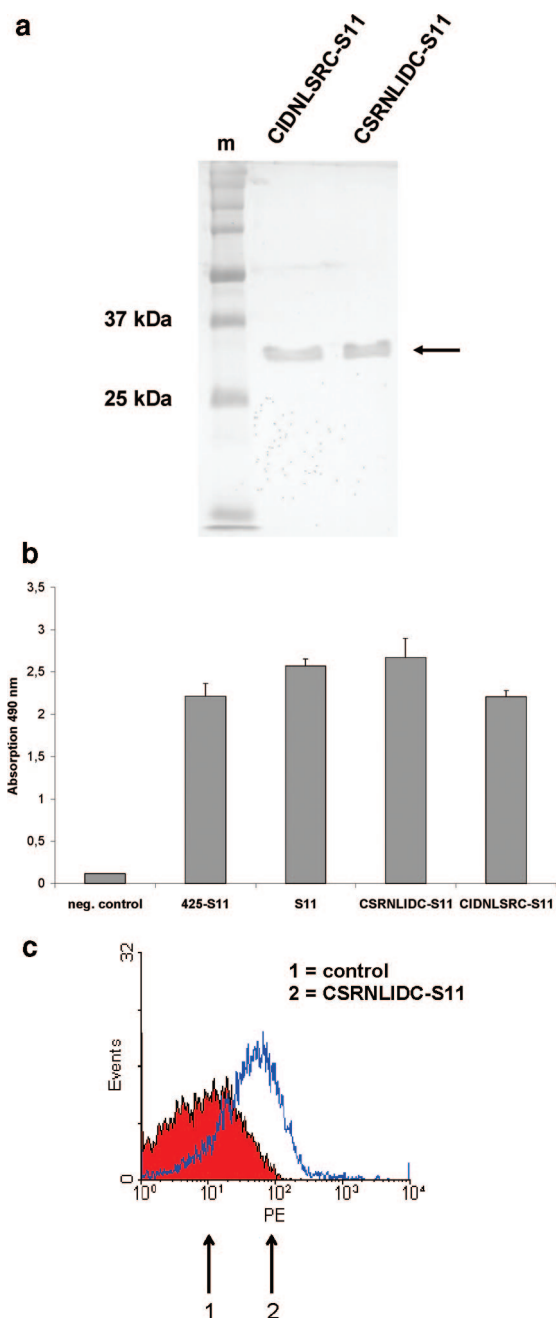 a
CIDNLSRC-S11
CSRNLIDC-S11
m
37 kDa
25 kDa
b
Absorption 490 nm
3,5
3
2,5
2
1,5
1
0,5
0
neg. control 425-S11 S11 CSRNLIDC-S11 CIDNLSRC-S11
c
32
Events
0
1 = control
2 = CSRNLIDC-S11
10⁰ 10¹ 10² 10³ 10⁴
PE
1 2